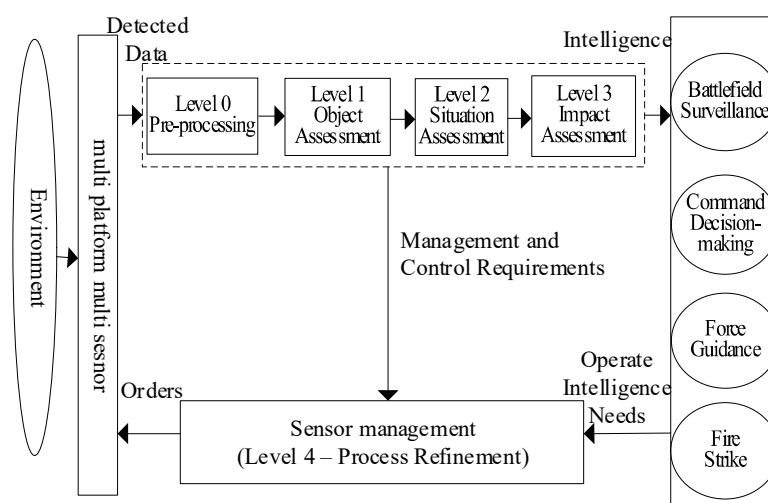 Detected
Data
Intelligence
Environment
multi platform multi sesnor
Level 0
Pre-processing
Level 1
Object
Assessment
Level 2
Situation
Assessment
Level 3
Impact
Assessment
Battlefield
Surveillance
Command
Decision-
making
Force
Guidance
Fire
Strike
Management and
Control Requirements
Operate
Intelligence
Needs
Orders
Sensor management
(Level 4 – Process Refinement)